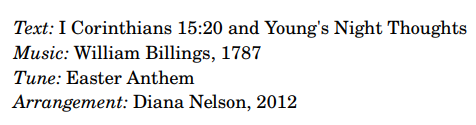 Text: I Corinthians 15:20 and Young's Night Thoughts
Music: William Billings, 1787
Tune: Easter Anthem
Arrangement: Diana Nelson, 2012